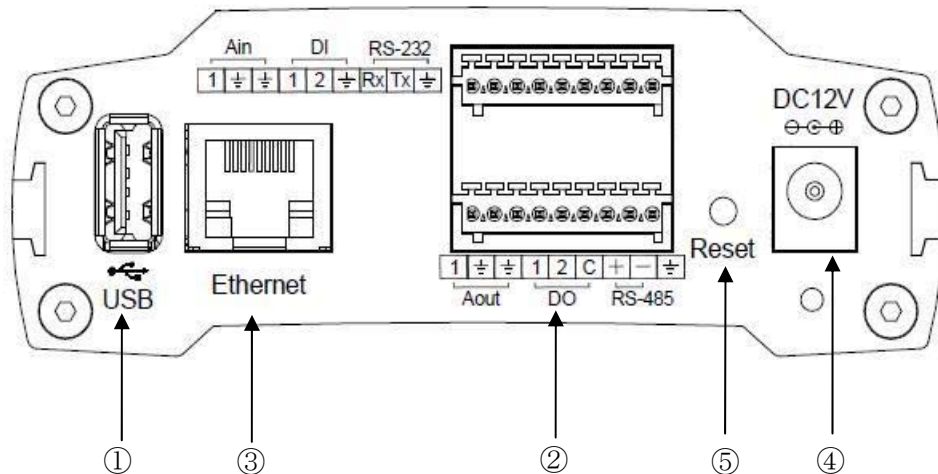 Ain DI RS-232
1 ⏚ ⏚ 1 2 ⏚ Rx Tx ⏚
DC12V
USB
Ethernet
Reset
1 ⏚ ⏚ 1 2 C + − ⏚
Aout DO RS-485
① ③ ② ⑤ ④